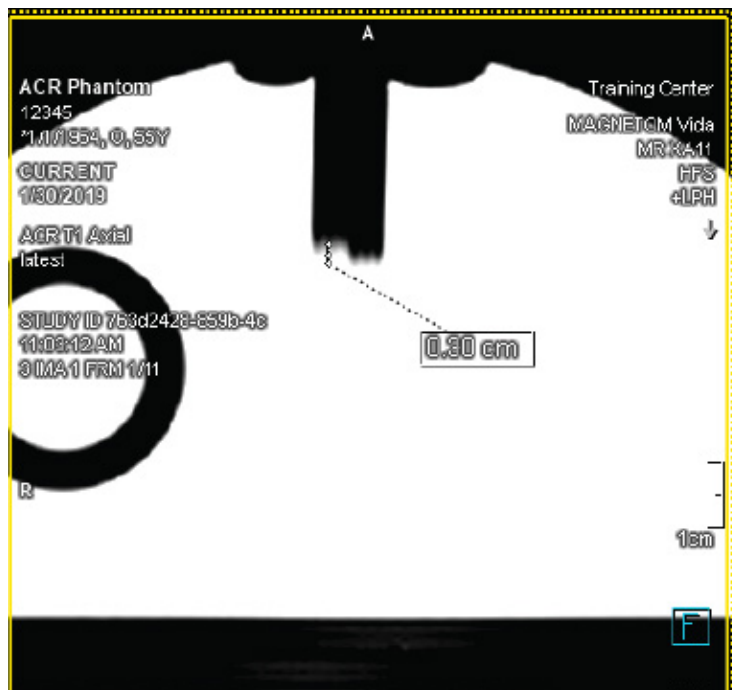 A
ACR Phantom
12345
*1/1/1954, O, 55Y
CURRENT
1/30/2019
ACR T1 Axial
latest
STUDY ID 763d2428-859b-4c
11:03:12 AM
3 IMA 1 FRM 1/11
R
Training Center
MAGNETOM Vida
MR XA11
HFS
+LPH
0.30 cm
1cm
F